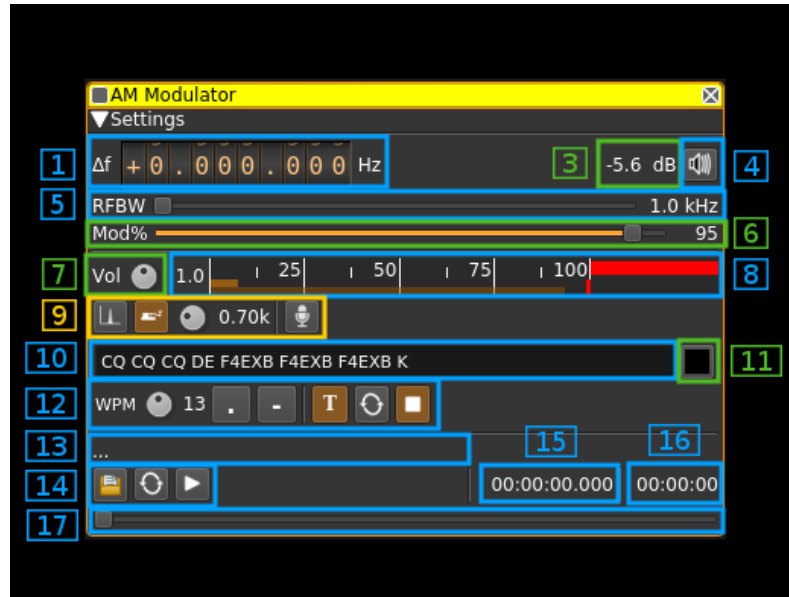 AM Modulator
Settings
1 Δf +0.000.000 Hz 3 -5.6 dB 4
5 RFBW 1.0 kHz
Mod% 95 6
7 Vol 1.0 25 50 75 100 8
9 0.70k
10 CQ CQ CQ DE F4EXB F4EXB F4EXB K 11
12 WPM 13 . - T
13 ... 15 16
14 00:00:00.000 00:00:00
17